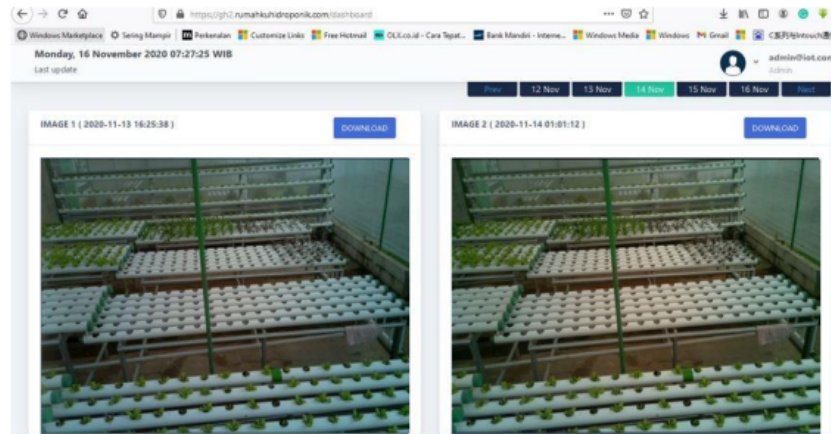 https://gh2.rumahkuhidroponik.com/dashboard
Windows Marketplace Sering Mampir Perkenalan Customize Links Free Hotmail OLX.co.id - Cara Tepat... Bank Mandiri - Interne... Windows Media Windows Gmail
Monday, 16 November 2020 07:27:25 WIB
Last update
admin@iot.com
Admin
Prev 12 Nov 13 Nov 14 Nov 15 Nov 16 Nov Next
IMAGE 1 ( 2020-11-13 16:25:38 ) DOWNLOAD
IMAGE 2 ( 2020-11-14 01:01:12 ) DOWNLOAD